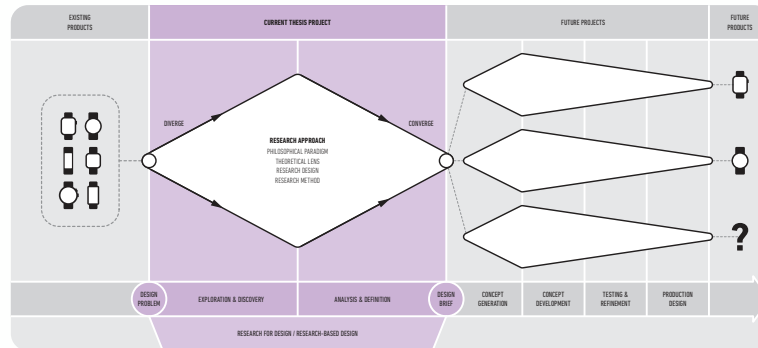 EXISTING
PRODUCTS
CURRENT THESIS PROJECT
FUTURE PROJECTS
FUTURE
PRODUCTS
DIVERGE
CONVERGE
RESEARCH APPROACH
PHILOSOPHICAL PARADIGM
THEORETICAL LENS
RESEARCH DESIGN
RESEARCH METHOD
?
DESIGN
PROBLEM
EXPLORATION & DISCOVERY
ANALYSIS & DEFINITION
DESIGN
BRIEF
CONCEPT
GENERATION
CONCEPT
DEVELOPMENT
TESTING &
REFINEMENT
PRODUCTION
DESIGN
RESEARCH FOR DESIGN / RESEARCH-BASED DESIGN